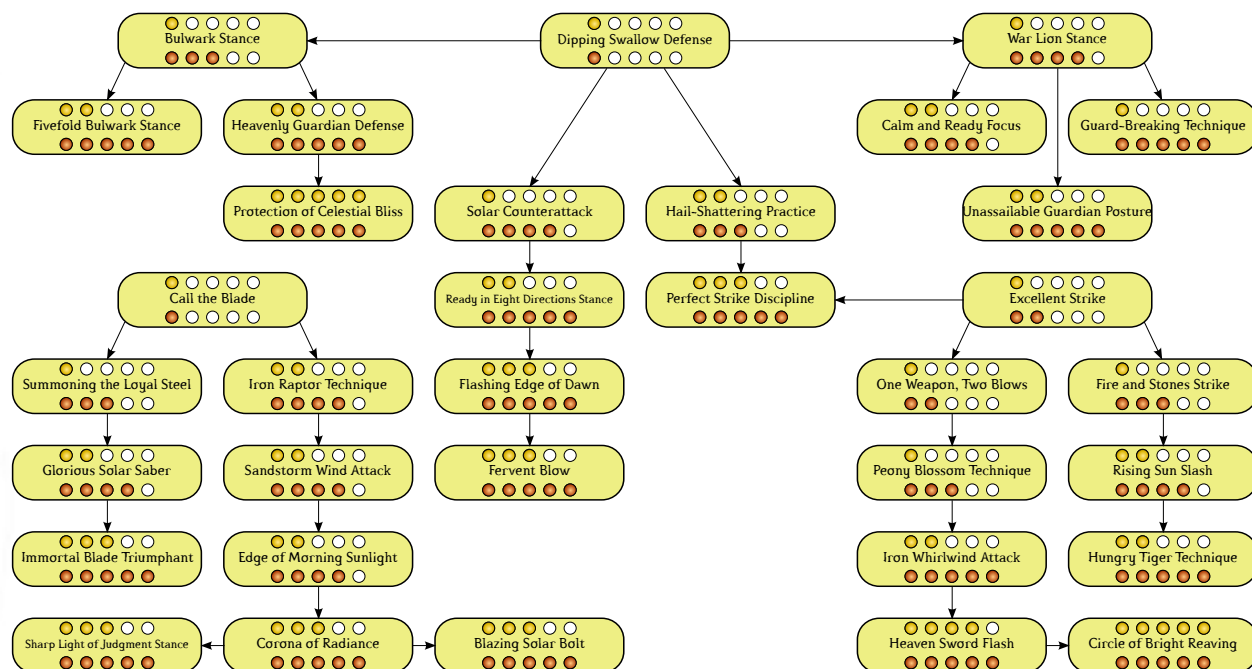 Bulwark Stance
Dipping Swallow Defense
War Lion Stance
Fivefold Bulwark Stance
Heavenly Guardian Defense
Calm and Ready Focus
Guard-Breaking Technique
Protection of Celestial Bliss
Solar Counterattack
Hail-Shattering Practice
Unassailable Guardian Posture
Call the Blade
Ready in Eight Directions Stance
Perfect Strike Discipline
Excellent Strike
Summoning the Loyal Steel
Iron Raptor Technique
Flashing Edge of Dawn
One Weapon, Two Blows
Fire and Stones Strike
Glorious Solar Saber
Sandstorm Wind Attack
Fervent Blow
Peony Blossom Technique
Rising Sun Slash
Immortal Blade Triumphant
Edge of Morning Sunlight
Iron Whirlwind Attack
Hungry Tiger Technique
Sharp Light of Judgment Stance
Corona of Radiance
Blazing Solar Bolt
Heaven Sword Flash
Circle of Bright Reaving